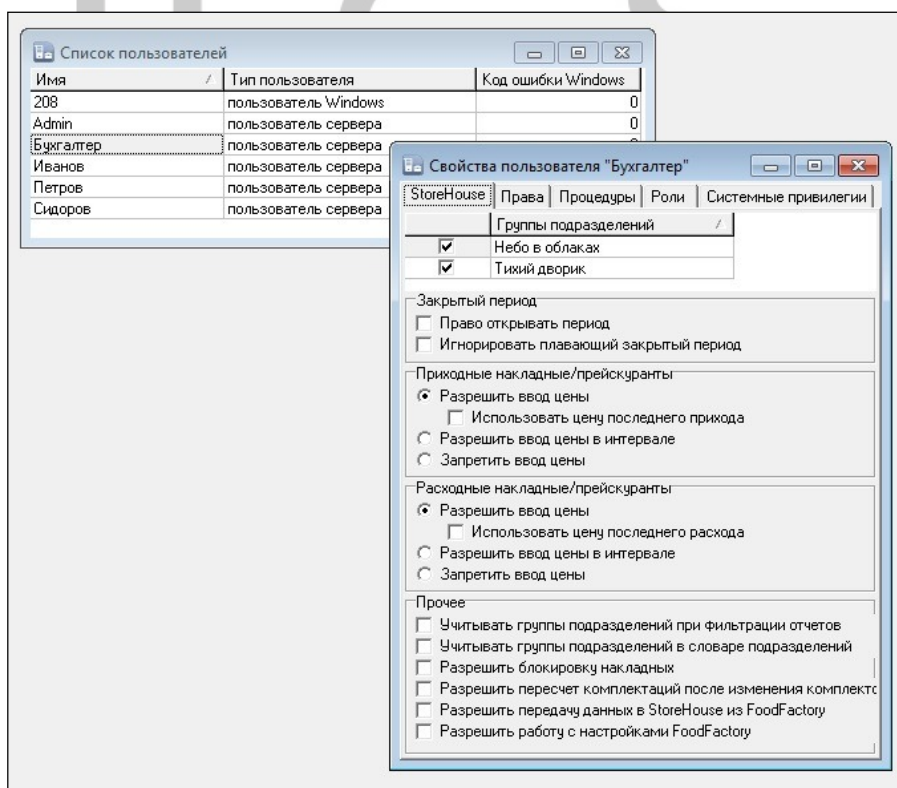 Список пользователей
Имя Тип пользователя Код ошибки Windows
208 пользователь Windows 0
Admin пользователь сервера 0
Бухгалтер пользователь сервера
Иванов пользователь сервера
Петров пользователь сервера
Сидоров пользователь сервера
Свойства пользователя "Бухгалтер"
StoreHouse Права Процедуры Роли Системные привилегии
Группы подразделений
Небо в облаках
Тихий дворик
Закрытый период
Право открывать период
Игнорировать плавающий закрытый период
Приходные накладные/прейскуранты
Разрешить ввод цены
Использовать цену последнего прихода
Разрешить ввод цены в интервале
Запретить ввод цены
Расходные накладные/прейскуранты
Разрешить ввод цены
Использовать цену последнего расхода
Разрешить ввод цены в интервале
Запретить ввод цены
Прочее
Учитывать группы подразделений при фильтрации отчетов
Учитывать группы подразделений в словаре подразделений
Разрешить блокировку накладных
Разрешить пересчет комплектаций после изменения комплекто
Разрешить передачу данных в StoreHouse из FoodFactory
Разрешить работу с настройками FoodFactory